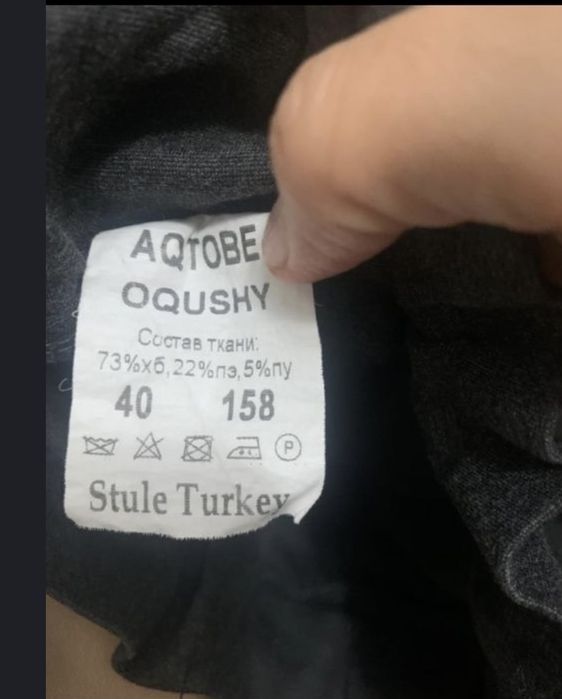 AQTOBE
OQUSHY
Состав ткани:
73%хб,22%пэ,5%пу
40 158
P
Stule Turkey